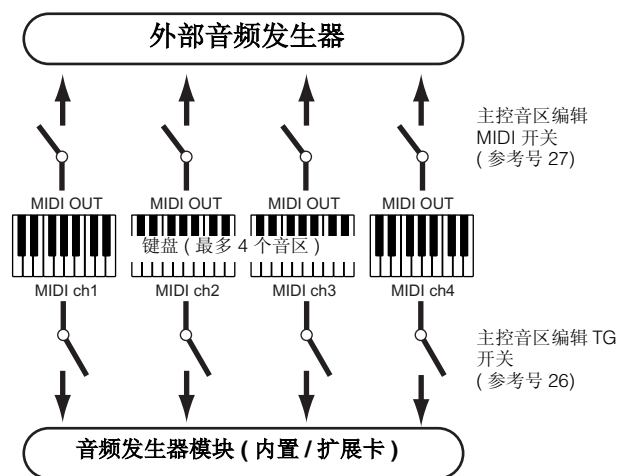 外部音频发生器
主控音区编辑
MIDI 开关
( 参考号 27)
MIDI OUT
MIDI OUT
MIDI OUT
MIDI OUT
键盘 ( 最多 4 个音区 )
MIDI ch1
MIDI ch2
MIDI ch3
MIDI ch4
主控音区编辑 TG
开关
( 参考号 26)
音频发生器模块 ( 内置 / 扩展卡 )